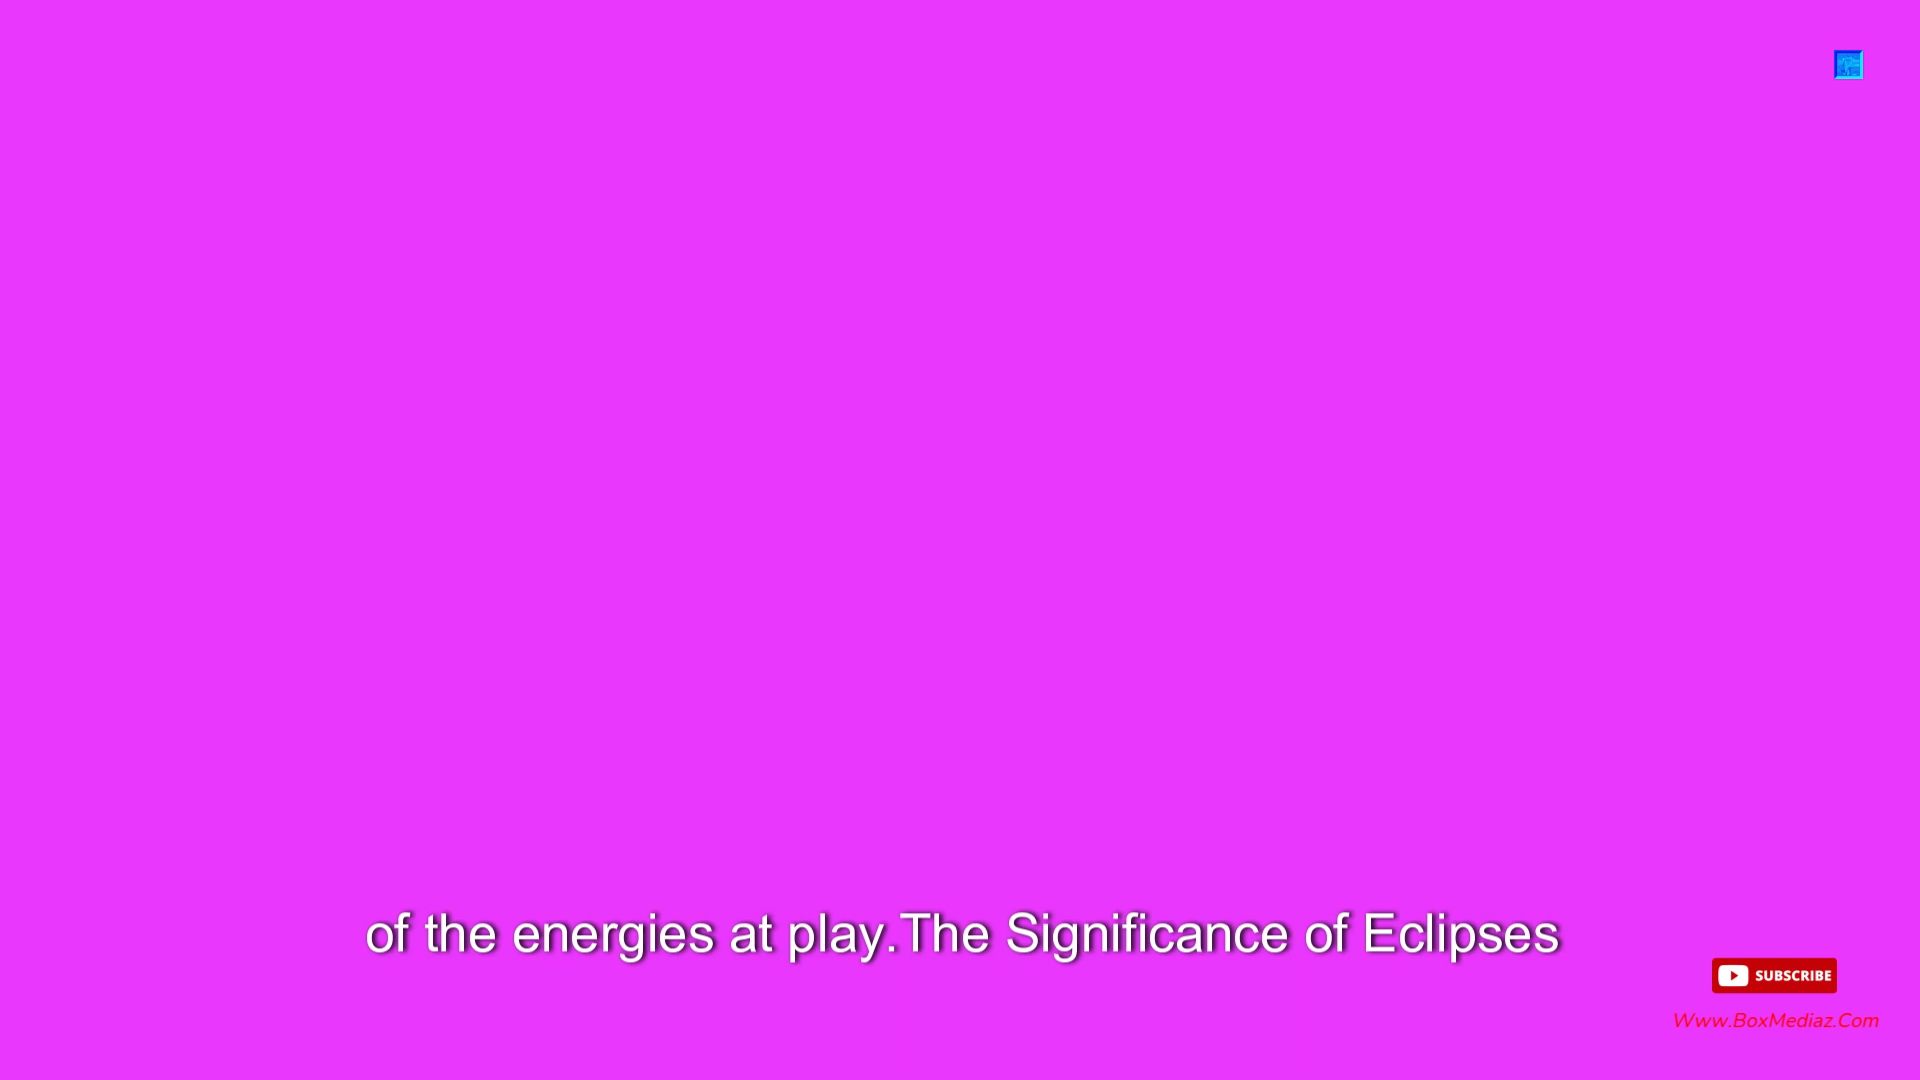 of the energies at play.The Significance of Eclipses
SUBSCRIBE
Www.BoxMediaz.Com